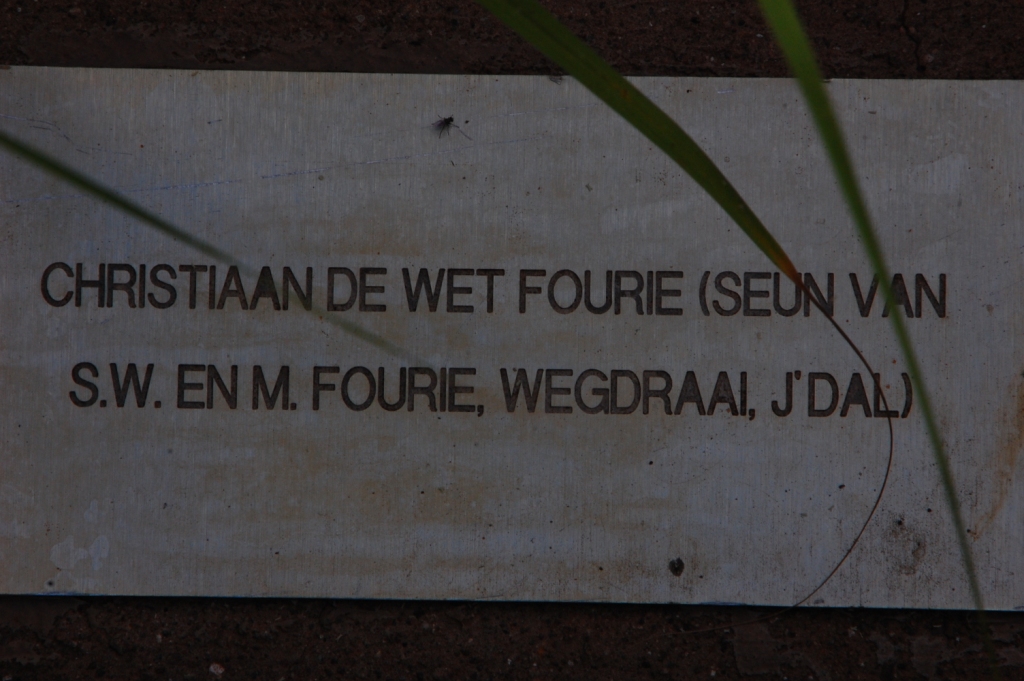 CHRISTIAAN DE WET FOURIE (SEUN VAN
S.W. EN M. FOURIE, WEGDRAAI, J'DAL)